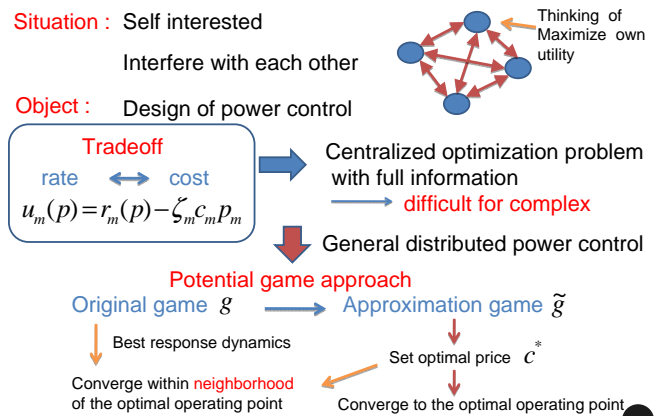 Situation : Self interested
Thinking of
Maximize own
utility
Interfere with each other
Object : Design of power control
Tradeoff
rate cost
u_m(p)=r_m(p)−ζ_m c_m p_m
Centralized optimization problem
with full information
difficult for complex
General distributed power control
Potential game approach
Original game g
Approximation game g̃
Best response dynamics
Set optimal price c*
Converge within neighborhood
of the optimal operating point
Converge to the optimal operating point